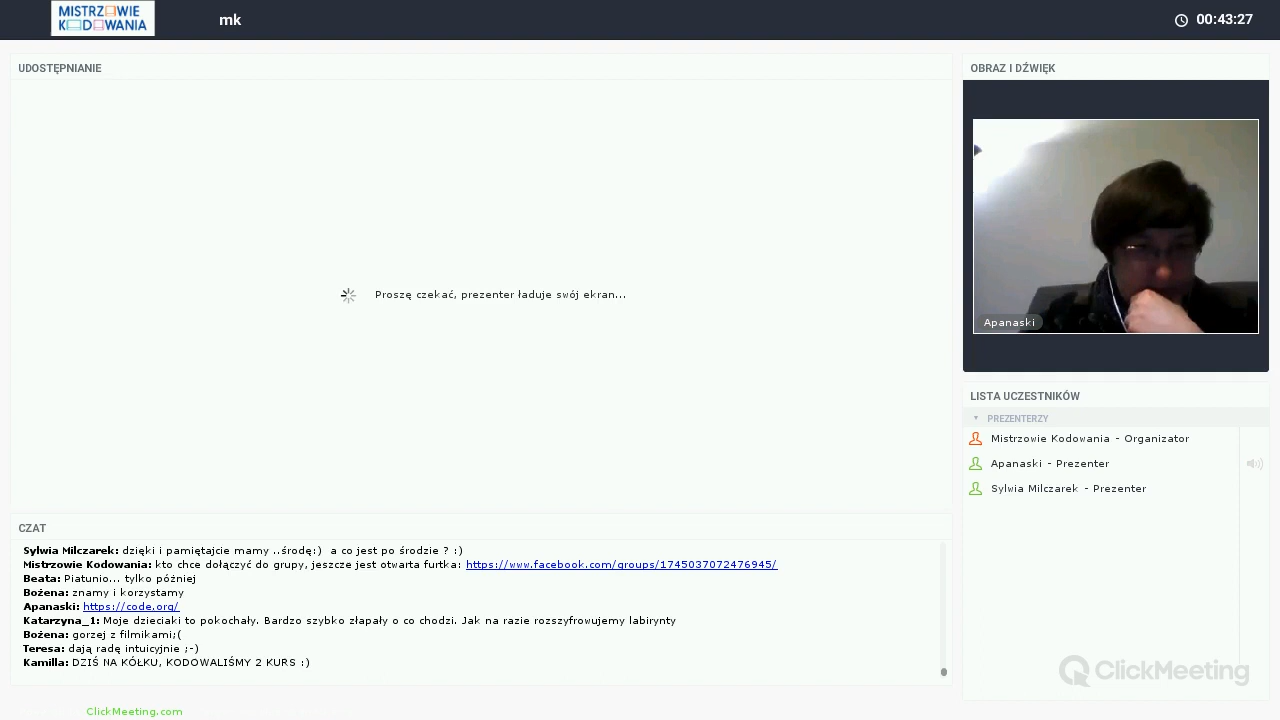 MISTRZOWIE
KODOWANIA
mk
00:43:27
UDOSTĘPNIANIE
Proszę czekać, prezenter ładuje swój ekran...
OBRAZ I DŹWIĘK
Apanaski
LISTA UCZESTNIKÓW
PREZENTERZY
Mistrzowie Kodowania - Organizator
Apanaski - Prezenter
Sylwia Milczarek - Prezenter
CZAT
Sylwia Milczarek: dzięki i pamiętajcie mamy ..środę:) a co jest po środzie ? :)
Mistrzowie Kodowania: kto chce dołączyć do grupy, jeszcze jest otwarta furtka: https://www.facebook.com/groups/1745037072476945/
Beata: Piatunio... tylko później
Bożena: znamy i korzystamy
Apanaski: https://code.org/
Katarzyna_1: Moje dzieciaki to pokochały. Bardzo szybko złapały o co chodzi. Jak na razie rozszyfrowujemy labirynty
Bożena: gorzej z filmikami;(
Teresa: dają radę intuicyjnie ;-)
Kamilla: DZIŚ NA KÓŁKU, KODOWALIŚMY 2 KURS :)
ClickMeeting
ClickMeeting.com